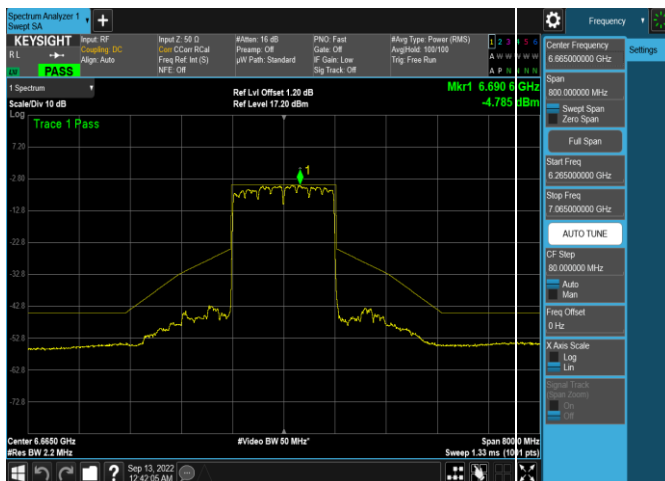 Spectrum Analyzer 1
Swept SA
+
Frequency
KEYSIGHT
R L
PASS
Input: RF
Coupling: DC
Align: Auto
Input Z: 50 Ω
Corr CCorr RCal
Freq Ref: Int (S)
NFE: Off
#Atten: 16 dB
Preamp: Off
µW Path: Standard
PNO: Fast
Gate: Off
IF Gain: Low
Sig Track: Off
#Avg Type: Power (RMS)
Avg|Hold: 100/100
Trig: Free Run
1 2 3 4 5 6
A W W W W W
A P N N N N
1 Spectrum
Scale/Div 10 dB
Log
Ref Lvl Offset 1.20 dB
Ref Level 17.20 dBm
Mkr1 6.690 6 GHz
-4.785 dBm
Trace 1 Pass
1
7.20
-2.80
-12.8
-22.8
-32.8
-42.8
-52.8
-62.8
-72.8
Center 6.6650 GHz
#Res BW 2.2 MHz
#Video BW 50 MHz*
Span 800.0 MHz
Sweep 1.33 ms (1001 pts)
Sep 13, 2022
12:42:05 AM
?
Center Frequency
6.665000000 GHz
Settings
Span
800.000000 MHz
Swept Span
Zero Span
Full Span
Start Freq
6.265000000 GHz
Stop Freq
7.065000000 GHz
AUTO TUNE
CF Step
80.000000 MHz
Auto
Man
Freq Offset
0 Hz
X Axis Scale
Log
Lin
Signal Track
(Span Zoom)
On
Off